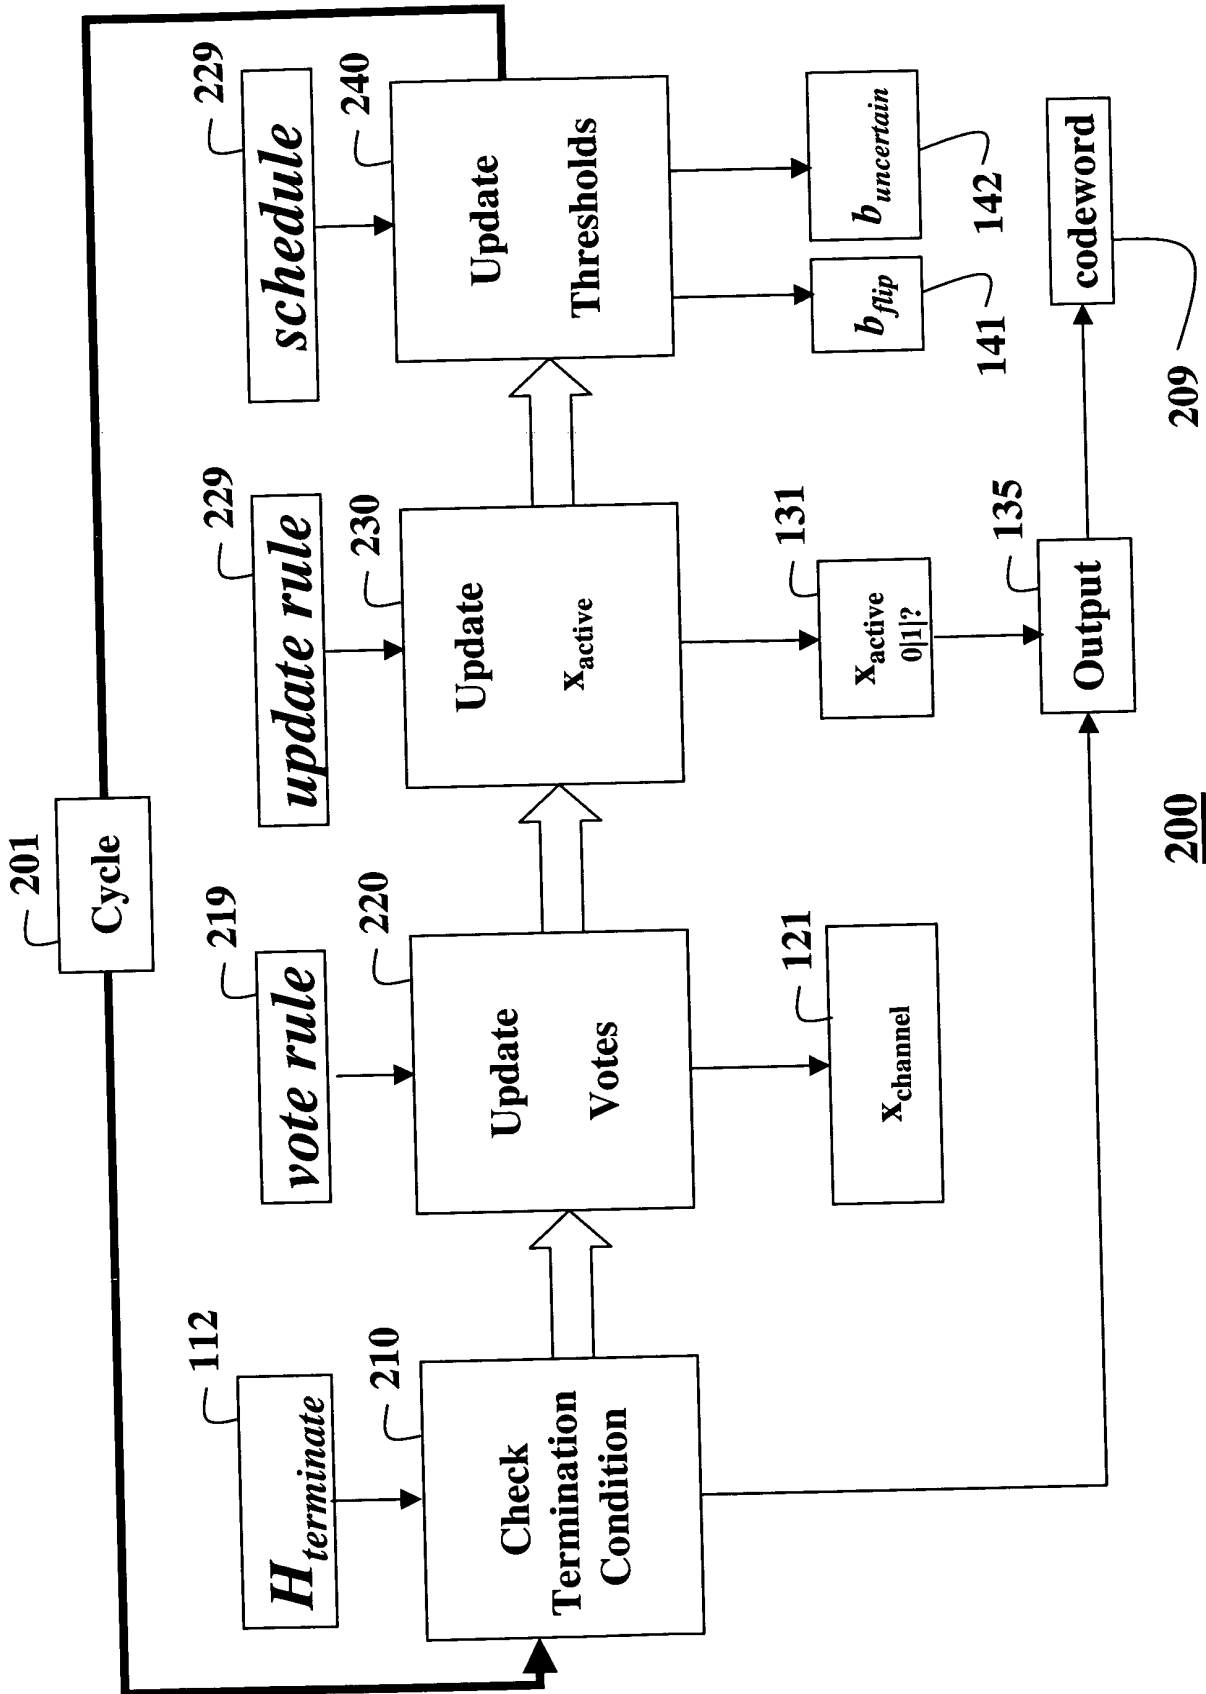 201
Cycle
112
H_terminate
219
vote rule
229
update rule
229
schedule
210
Check
Termination
Condition
220
Update
Votes
230
Update
x_active
240
Update
Thresholds
121
x_channel
131
x_active
0|1|?
141
b_flip
142
b_uncertain
135
Output
codeword
209
200